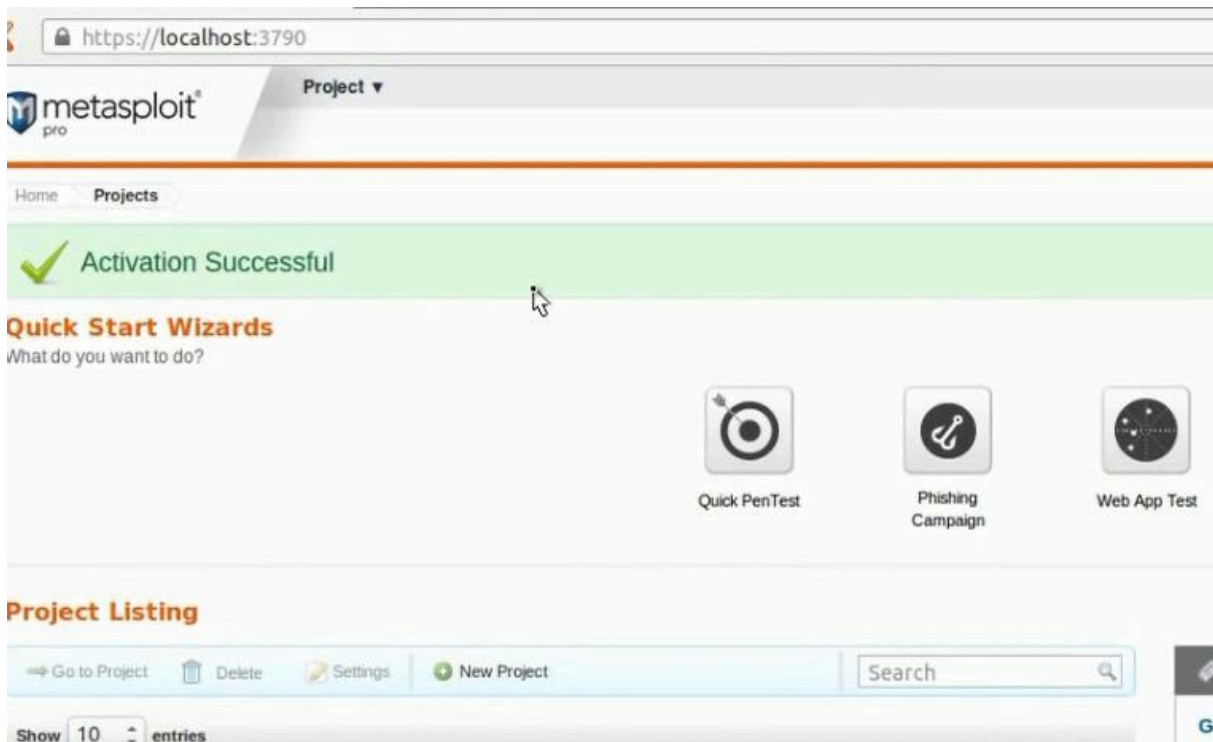 https://localhost:3790
metasploit®
pro
Project ▼
Home
Projects
Activation Successful
Quick Start Wizards
What do you want to do?
Quick PenTest
Phishing
Campaign
Web App Test
Project Listing
Go to Project
Delete
Settings
New Project
Search
Show 10 entries
G